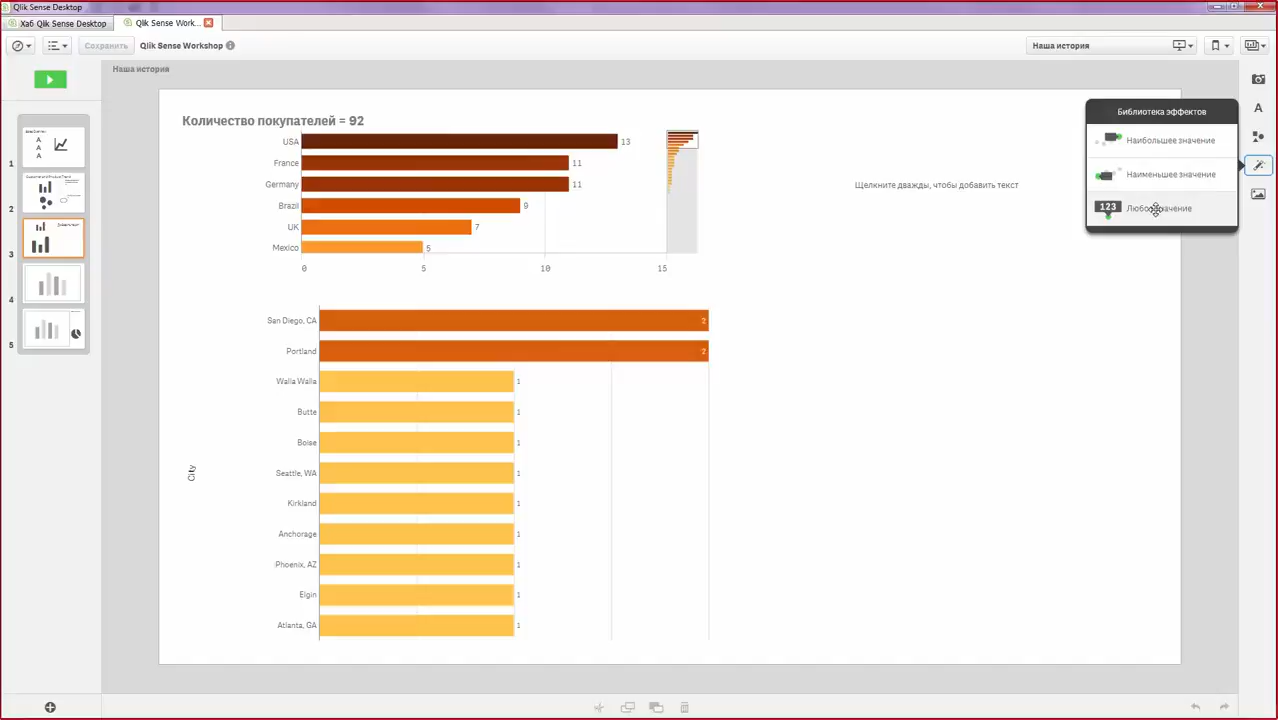 Qlik Sense Desktop
Хаб Qlik Sense Desktop
Qlik Sense Work...
Сохранить
Qlik Sense Workshop
Наша история
Наша история
Количество покупателей = 92
USA 13
France 11
Germany 11
Brazil 9
UK 7
Mexico 5
0 5 10 15
Щелкните дважды, чтобы добавить текст
Библиотека эффектов
Наибольшее значение
Наименьшее значение
123 Любое значение
City
San Diego, CA 2
Portland 2
Walla Walla 1
Butte 1
Boise 1
Seattle, WA 1
Kirkland 1
Anchorage 1
Phoenix, AZ 1
Elgin 1
Atlanta, GA 1
1
2
3
4
5
A